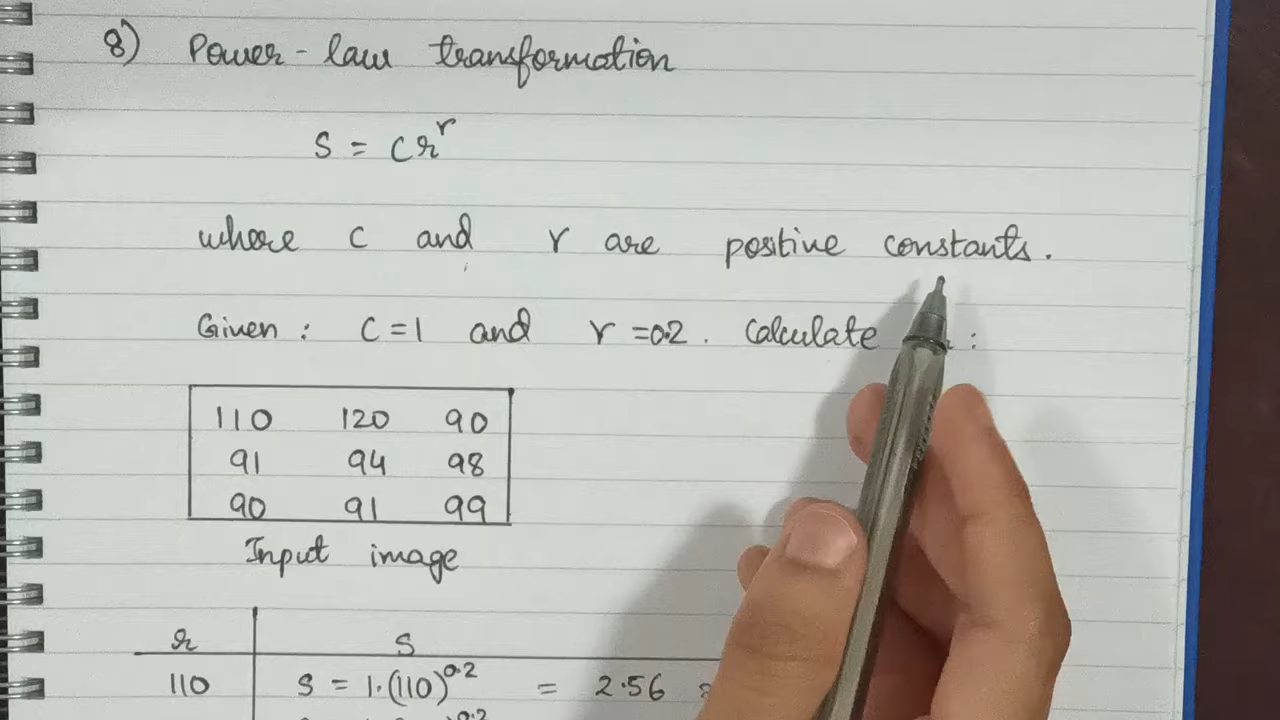 8) Power-law transformation
S = cr^γ
where c and γ are positive constants.
Given : c=1 and γ=0.2. Calculate :
110 120 90
91 94 98
90 91 99
Input image
r S
110 S = 1.(110)^0.2 = 2.56